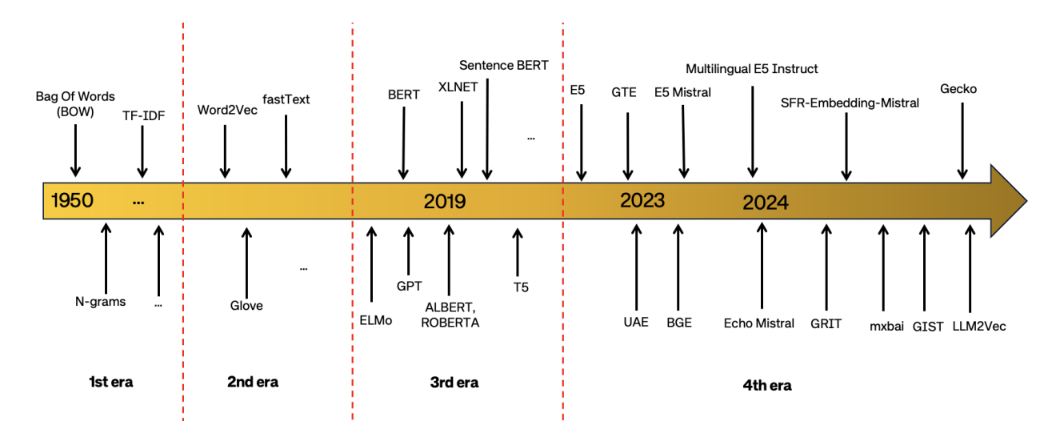 Sentence BERT
Multilingual E5 Instruct
XLNET
E5
GTE
E5 Mistral
Gecko
Bag Of Words
(BOW)
TF-IDF
Word2Vec
fastText
BERT
SFR-Embedding-Mistral
...
1950
...
2019
2023
2024
...
N-grams
...
Glove
GPT
T5
ELMo
ALBERT,
ROBERTA
UAE
BGE
Echo Mistral
GRIT
mxbai
GIST
LLM2Vec
1st era
2nd era
3rd era
4th era